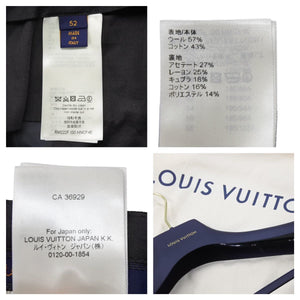 52
MADE
IN
ITALY
表地/本体
ウール 57%
コットン 43%
裏地
アセテート 27%
レーヨン 25%
キュプラ 18%
コットン 16%
ポリエステル 14%
CA 36929
For Japan only:
LOUIS VUITTON JAPAN K.K.
ルイ・ヴィトン ジャパン(株)
0120-00-1854
LOUIS VUITTON
LOUIS VUITTON